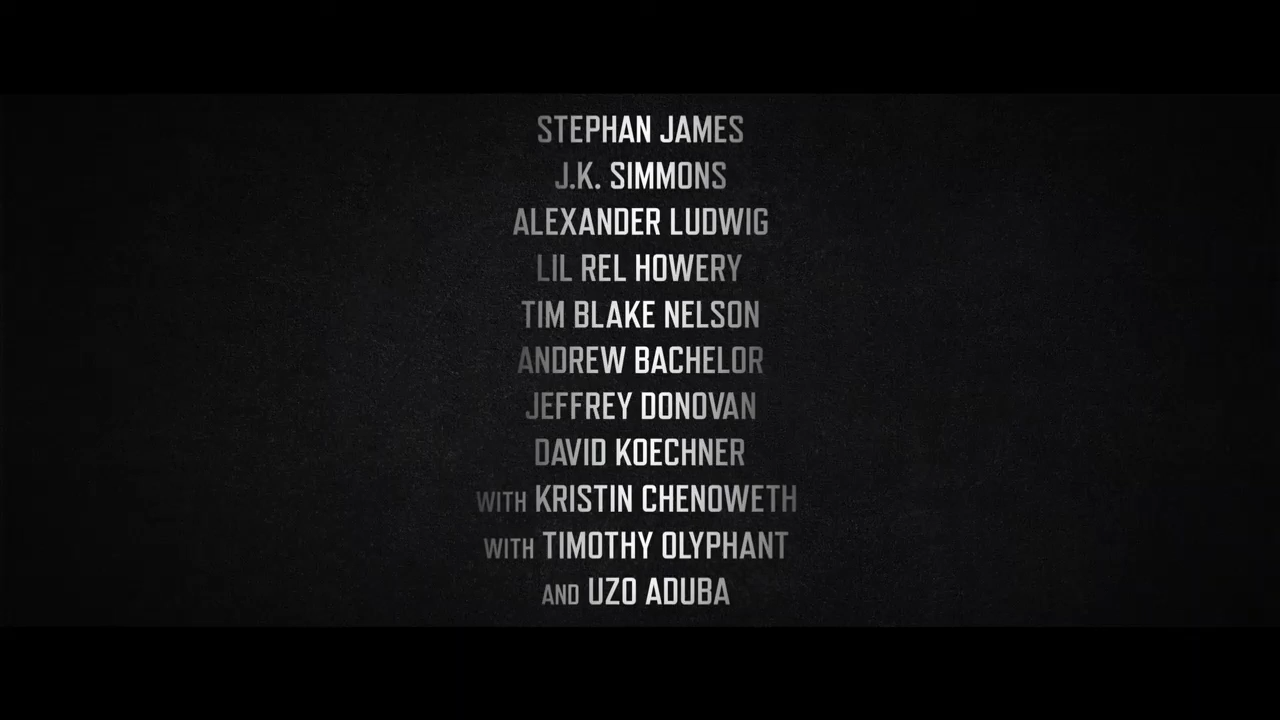 STEPHAN JAMES
J.K. SIMMONS
ALEXANDER LUDWIG
LIL REL HOWERY
TIM BLAKE NELSON
ANDREW BACHELOR
JEFFREY DONOVAN
DAVID KOECHNER
WITH KRISTIN CHENOWETH
WITH TIMOTHY OLYPHANT
AND UZO ADUBA